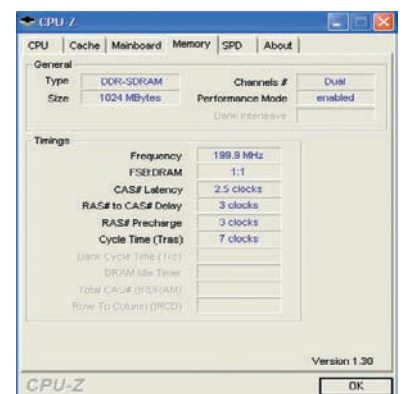 CPU-Z
CPU Cache Mainboard Memory SPD About
General
Type DDR-SDRAM Channels # Dual
Size 1024 MBytes Performance Mode enabled
Bank Interleave
Timings
Frequency 199.9 MHz
FSB:DRAM 1:1
CAS# Latency 2.5 clocks
RAS# to CAS# Delay 3 clocks
RAS# Precharge 3 clocks
Cycle Time (Tras) 7 clocks
Bank Cycle Time (Trc)
DRAM Idle Timer
Total CAS# (tRDRAM)
Row To Column (tRCD)
Version 1.30
CPU-Z OK